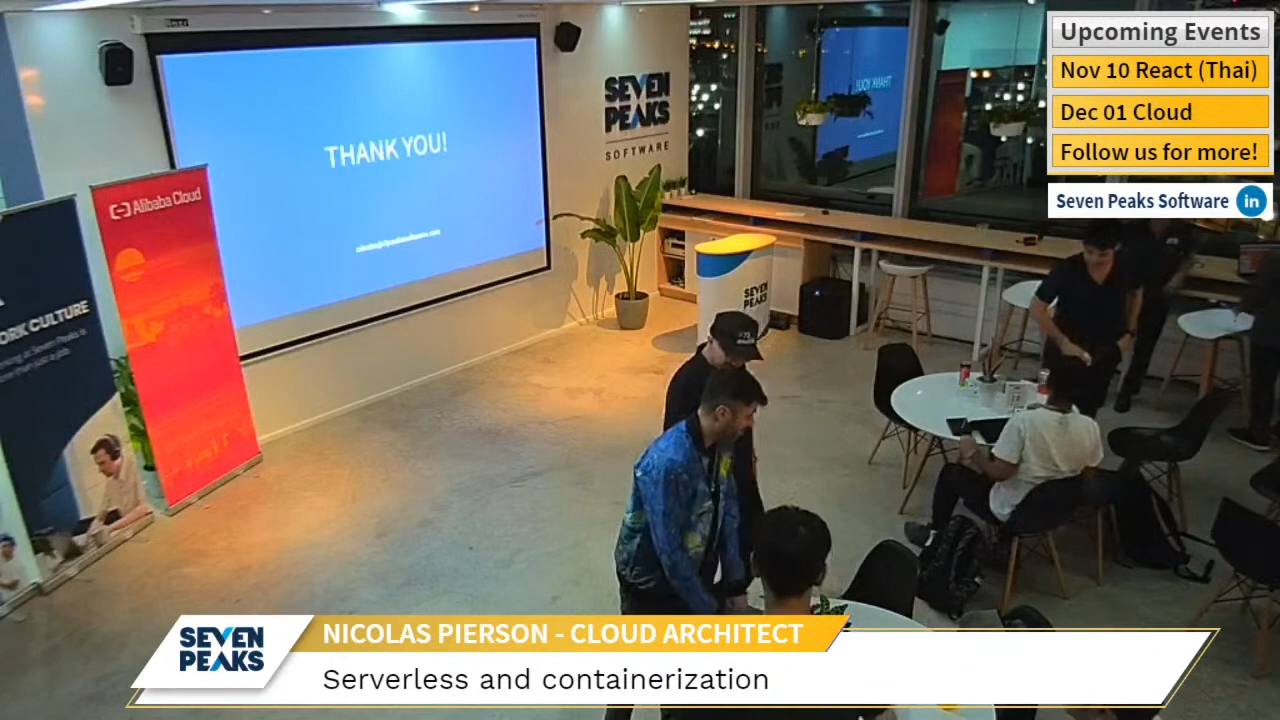 Upcoming Events
Nov 10 React (Thai)
Dec 01 Cloud
Follow us for more!
Seven Peaks Software in
THANK YOU!
SEVEN
PEAKS
SOFTWARE
Alibaba Cloud
WORK CULTURE
SEVEN
PEAKS
SEVEN
PEAKS
NICOLAS PIERSON - CLOUD ARCHITECT
Serverless and containerization